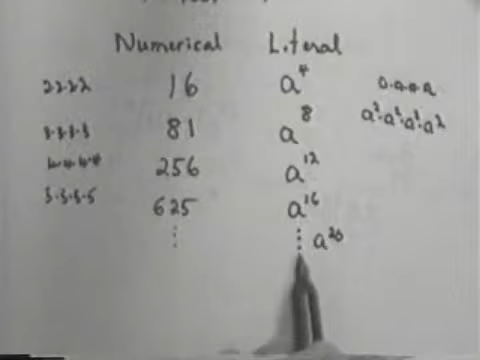 Numerical Literal
2·2·2·2 16 a⁴ a·a·a·a
3·3·3·3 81 a⁸ a²·a²·a²·a²
4·4·4·4 256 a¹²
5·5·5·5 625 a¹⁶
⋮ ⋮ a²⁰